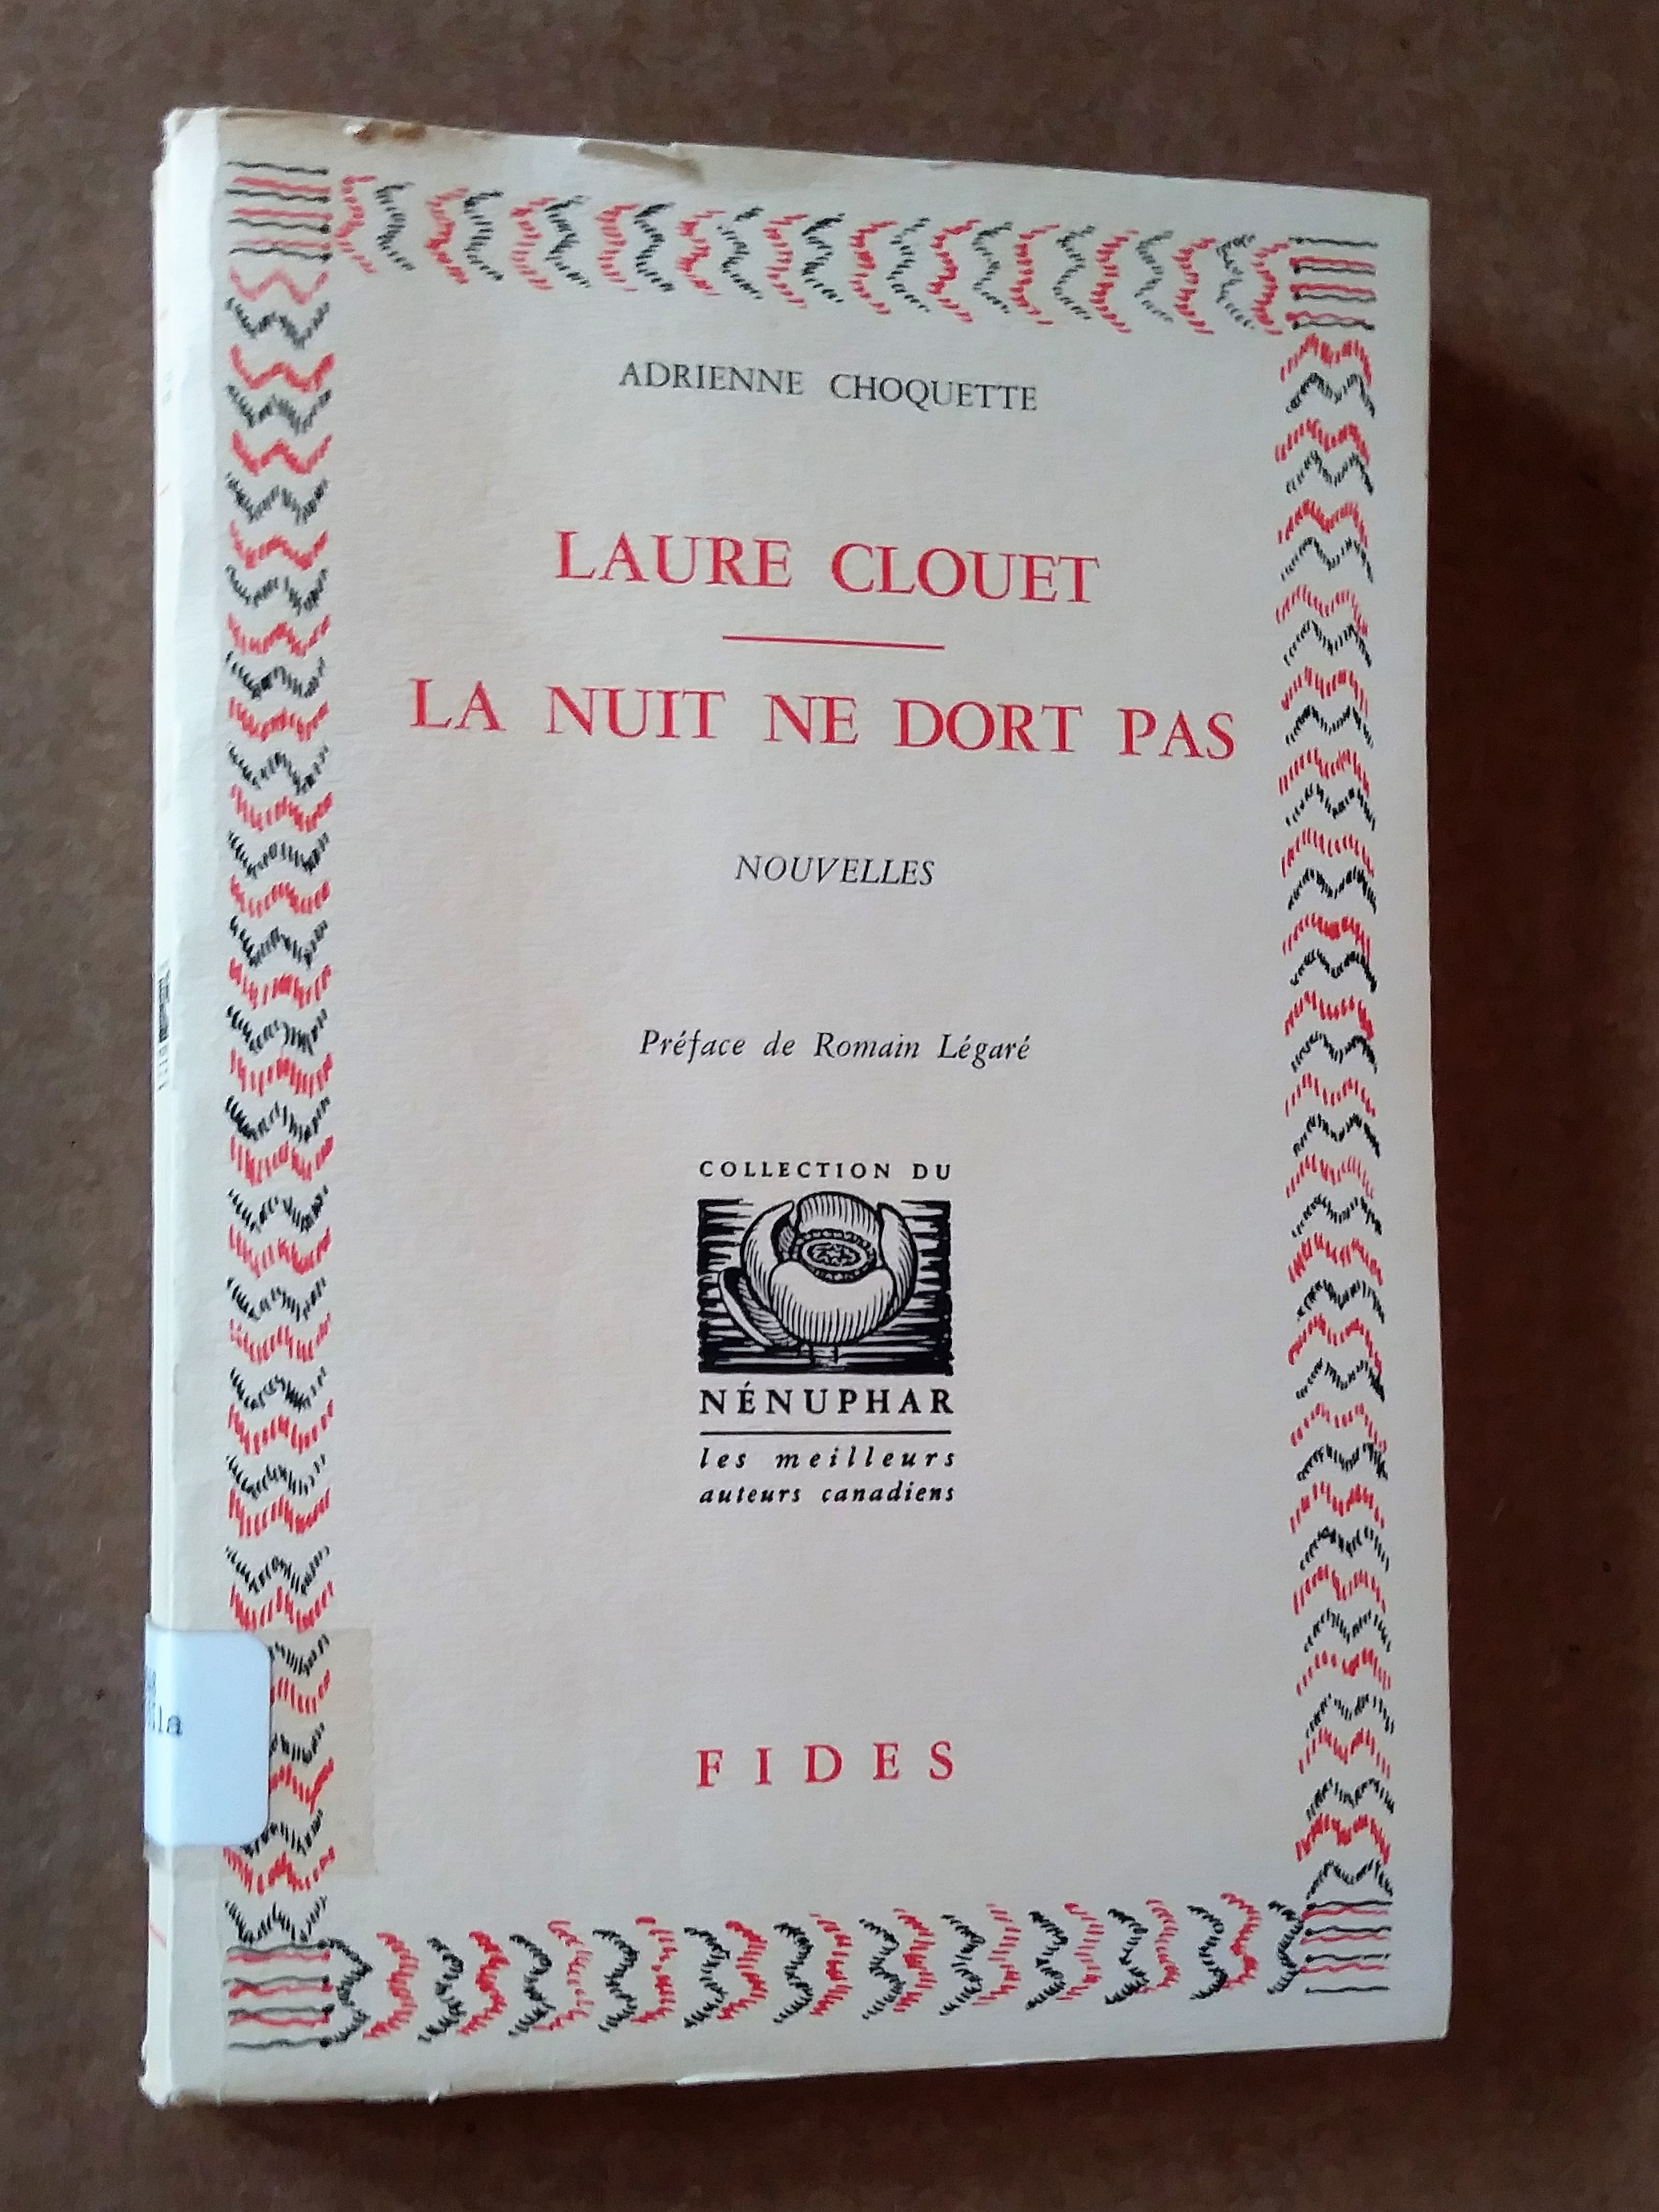 ADRIENNE CHOQUETTE
LAURE CLOUET
LA NUIT NE DORT PAS
NOUVELLES
Préface de Romain Légaré
COLLECTION DU
NÉNUPHAR
les meilleurs
auteurs canadiens
FIDES